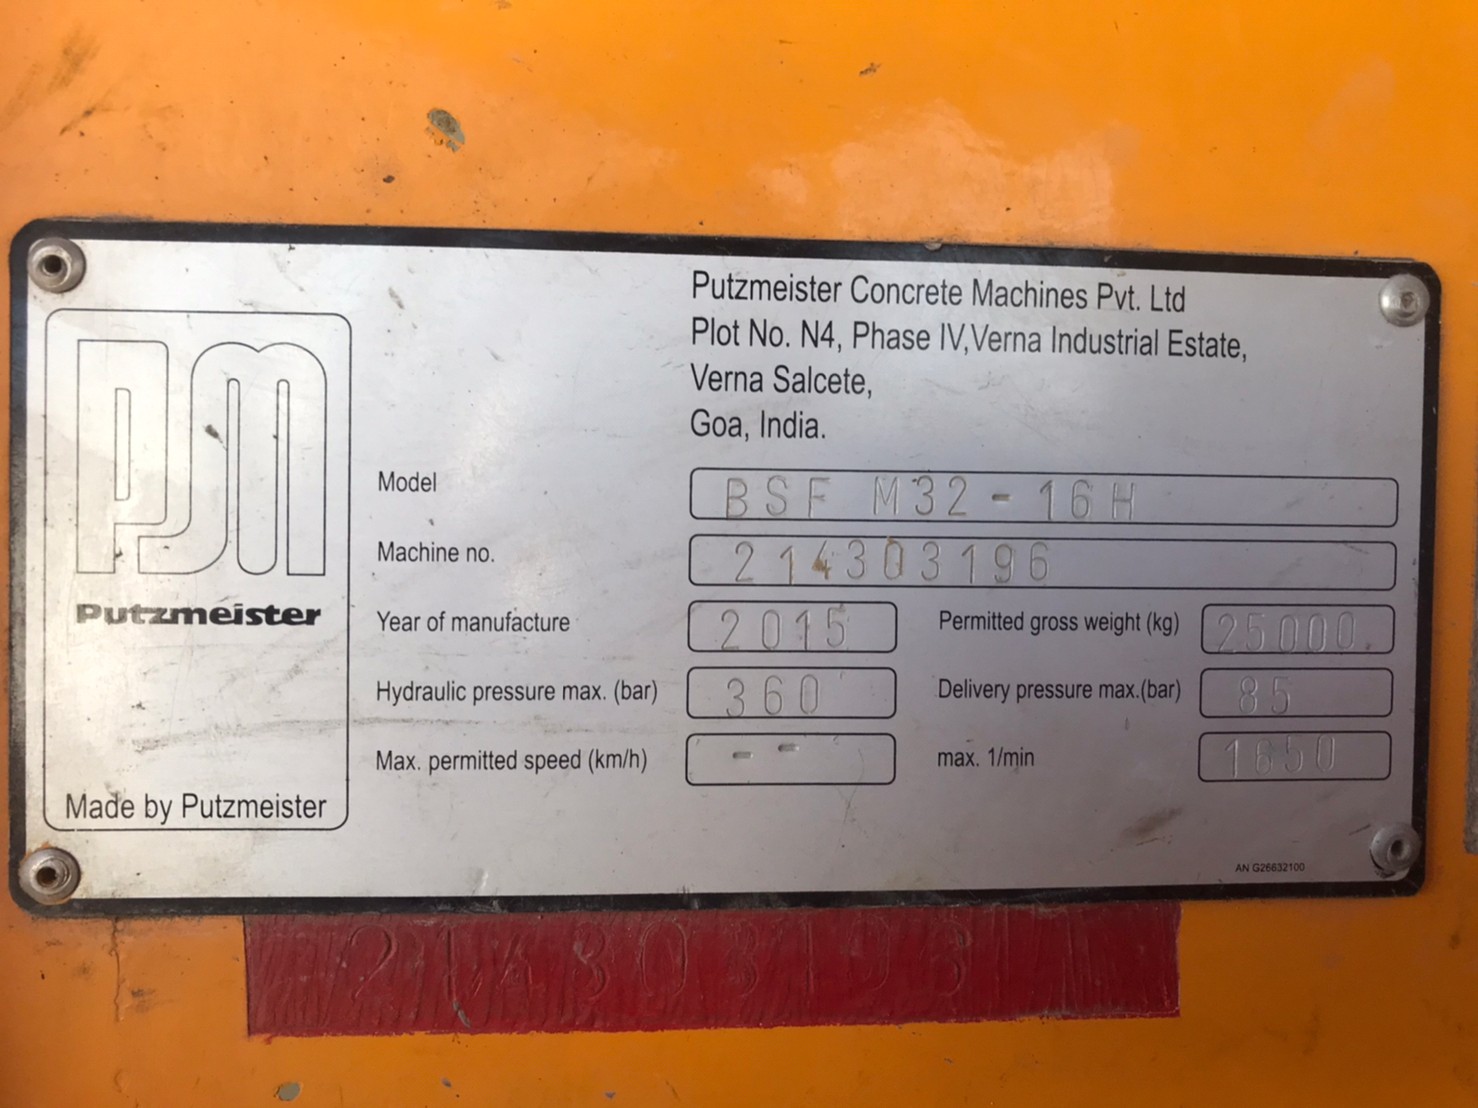 Putzmeister Concrete Machines Pvt. Ltd
Plot No. N4, Phase IV,Verna Industrial Estate,
Verna Salcete,
Goa, India.
PM
Putzmeister
Made by Putzmeister
Model BSF M32-16H
Machine no. 214303196
Year of manufacture 2015 Permitted gross weight (kg) 25000.
Hydraulic pressure max. (bar) 360 Delivery pressure max.(bar) 85
Max. permitted speed (km/h) -- max. 1/min 1650
AN G26632100